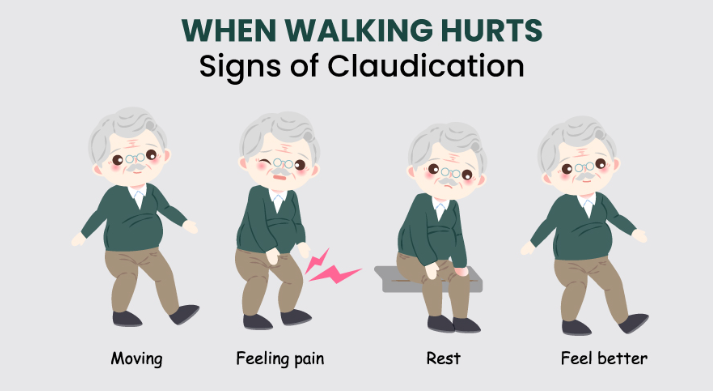 WHEN WALKING HURTS
Signs of Claudication
Moving
Feeling pain
Rest
Feel better